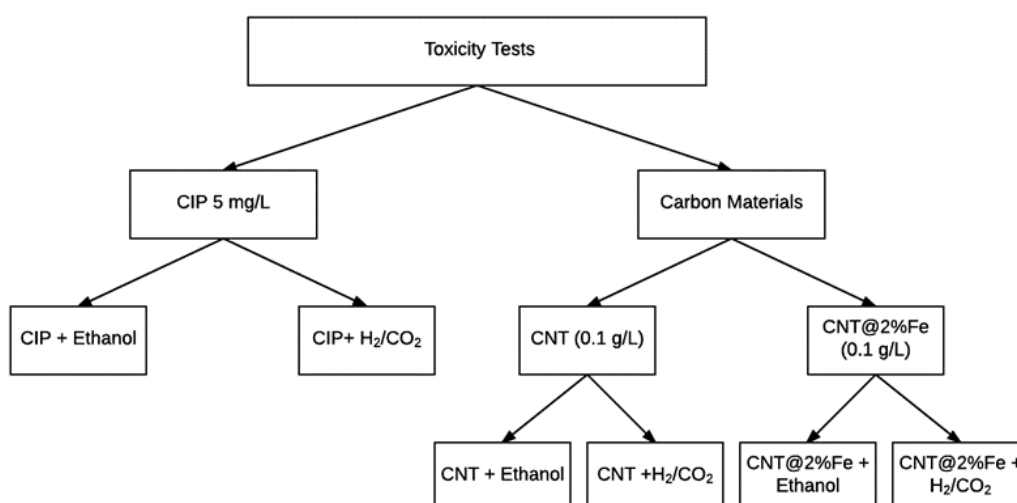 Toxicity Tests
CIP 5 mg/L
Carbon Materials
CIP + Ethanol
CIP+ H₂/CO₂
CNT (0.1 g/L)
CNT@2%Fe
(0.1 g/L)
CNT + Ethanol
CNT +H₂/CO₂
CNT@2%Fe +
Ethanol
CNT@2%Fe +
H₂/CO₂